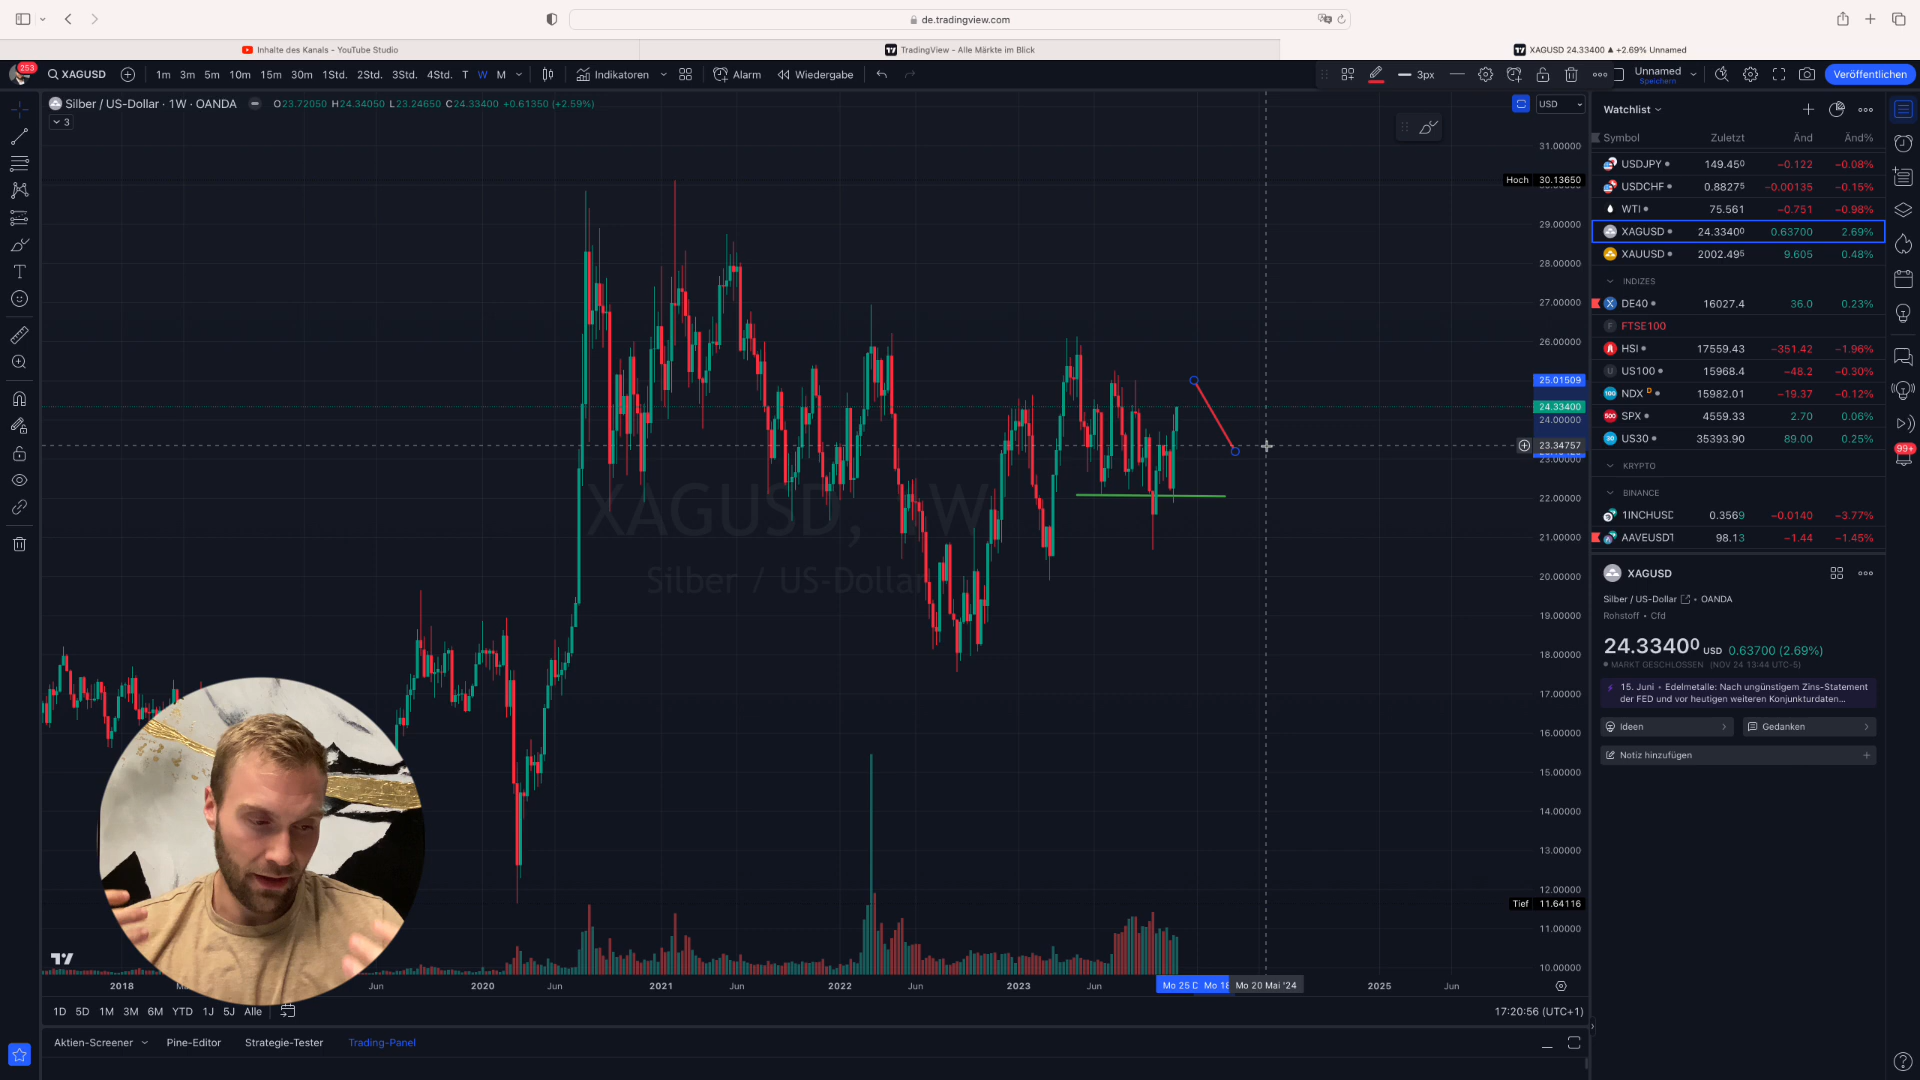 de.tradingview.com
Inhalte des Kanals - YouTube Studio
TradingView - Alle Märkte im Blick
XAGUSD 24.33400 ▲ +2.69% Unnamed
253
XAGUSD
1m 3m 5m 10m 15m 30m 1Std. 2Std. 3Std. 4Std. T W M
Indikatoren
Alarm
Wiedergabe
3px
Unnamed
Speichern
Veröffentlichen
Silber / US-Dollar · 1W · OANDA
O23.72050 H24.34050 L23.24650 C24.33400 +0.61350 (+2.59%)
3
USD
XAGUSD, 1W
Silber / US-Dollar
31.00000
Hoch 30.13650
29.00000
28.00000
27.00000
26.00000
25.01509
24.33400
24.00000
23.34757
23.00000
22.00000
21.00000
20.00000
19.00000
18.00000
17.00000
16.00000
15.00000
14.00000
13.00000
12.00000
Tief 11.64116
11.00000
10.00000
2018 Jun 2020 Jun 2021 Jun 2022 Jun 2023 Jun Mo 25 D Mo 18 Mo 20 Mai '24 2025 Jun
1D 5D 1M 3M 6M YTD 1J 5J Alle
17:20:56 (UTC+1)
Aktien-Screener
Pine-Editor
Strategie-Tester
Trading-Panel
Watchlist
Symbol Zuletzt Änd Änd%
USDJPY 149.450 −0.122 −0.08%
USDCHF 0.88275 −0.00135 −0.15%
WTI 75.561 −0.751 −0.98%
XAGUSD 24.33400 0.63700 2.69%
XAUUSD 2002.495 9.605 0.48%
INDIZES
DE40 16027.4 36.0 0.23%
FTSE100
HSI 17559.43 −351.42 −1.96%
US100 15968.4 −48.2 −0.30%
NDX D 15982.01 −19.37 −0.12%
SPX 4559.33 2.70 0.06%
US30 35393.90 89.00 0.25%
KRYPTO
BINANCE
1INCHUSD 0.3569 −0.0140 −3.77%
AAVEUSDT 98.13 −1.44 −1.45%
99+
XAGUSD
Silber / US-Dollar • OANDA
Rohstoff • Cfd
24.33400 USD 0.63700 (2.69%)
MARKT GESCHLOSSEN (NOV 24 13:44 UTC-5)
15. Juni • Edelmetalle: Nach ungünstigem Zins-Statement
der FED und vor heutigen weiteren Konjunkturdaten...
Ideen
Gedanken
Notiz hinzufügen